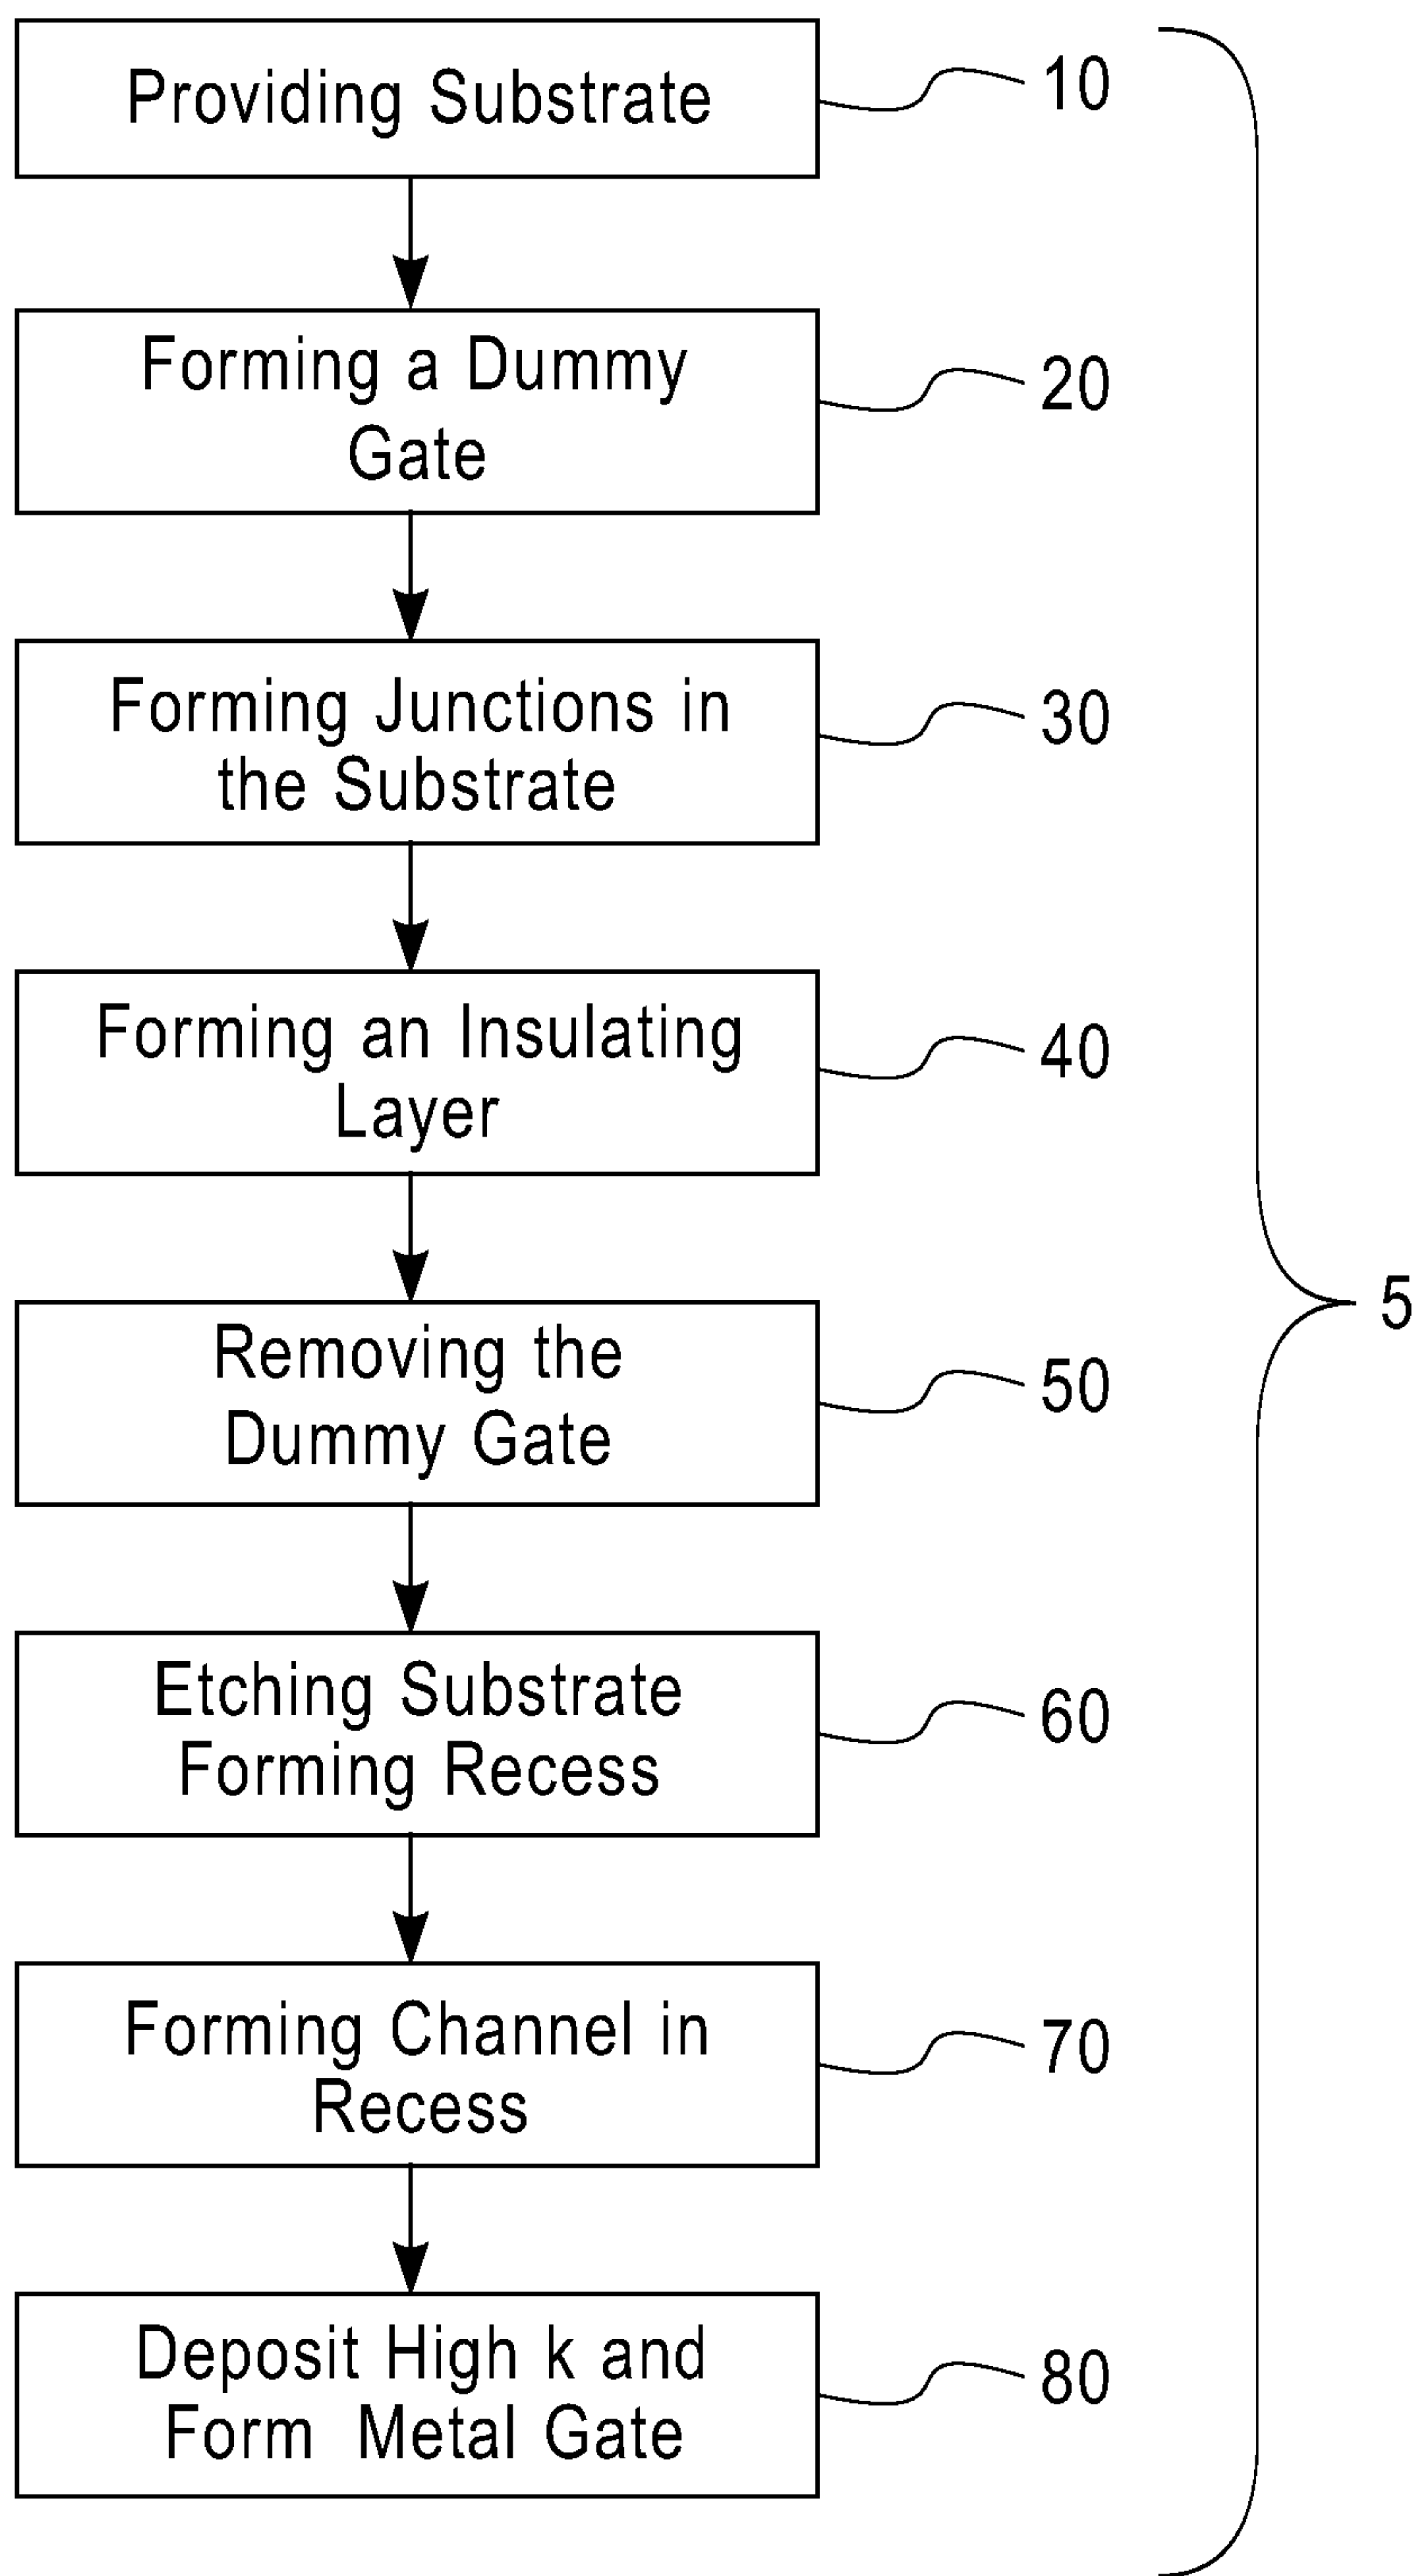 Providing Substrate
10
Forming a Dummy
Gate
20
Forming Junctions in
the Substrate
30
Forming an Insulating
Layer
40
5
Removing the
Dummy Gate
50
Etching Substrate
Forming Recess
60
Forming Channel in
Recess
70
Deposit High k and
Form Metal Gate
80